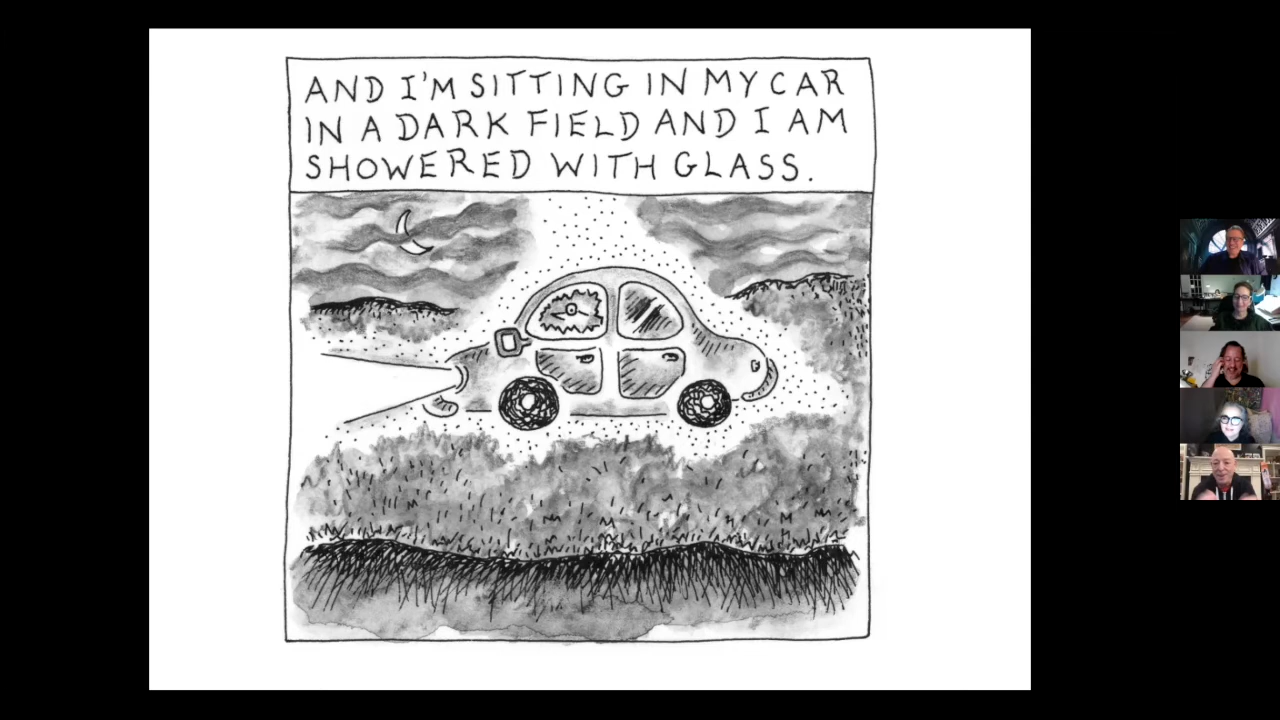 AND I'M SITTING IN MY CAR
IN A DARK FIELD AND I AM
SHOWERED WITH GLASS.